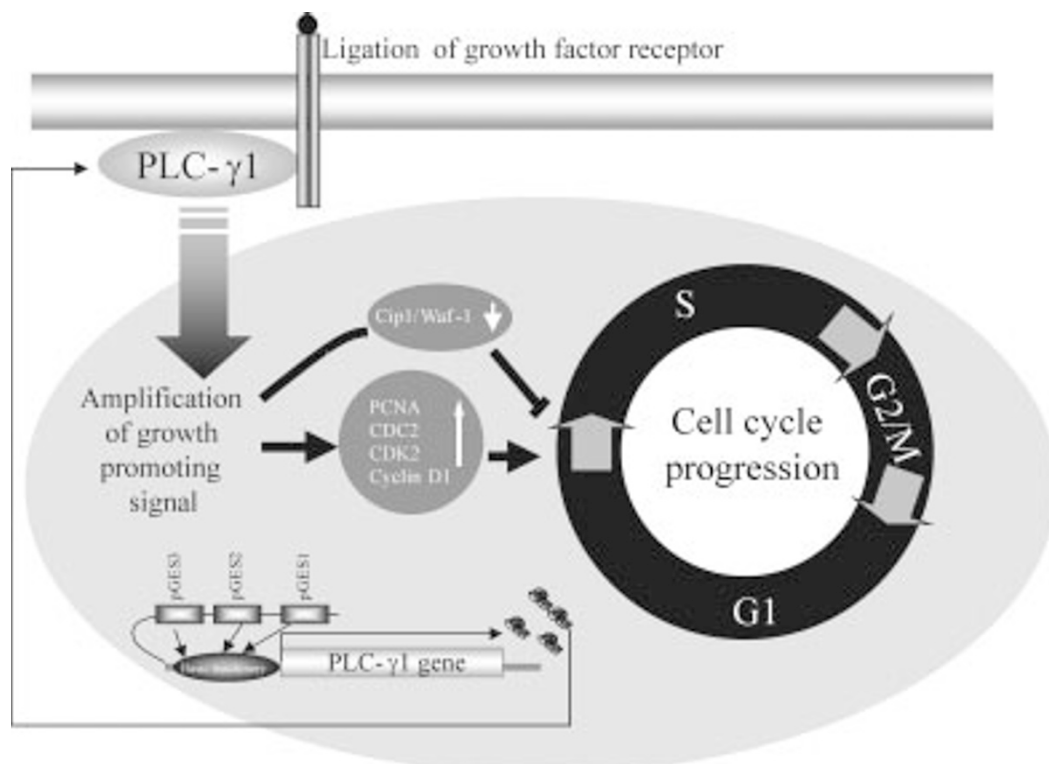 Ligation of growth factor receptor
PLC-γ1
Cip1/Waf-1
S
Amplification
of growth
promoting
signal
PCNA
CDC2
CDK2
Cyclin D1
Cell cycle
progression
G2/M
G1
pGES3
pGES2
pGES1
PLC-γ1 gene